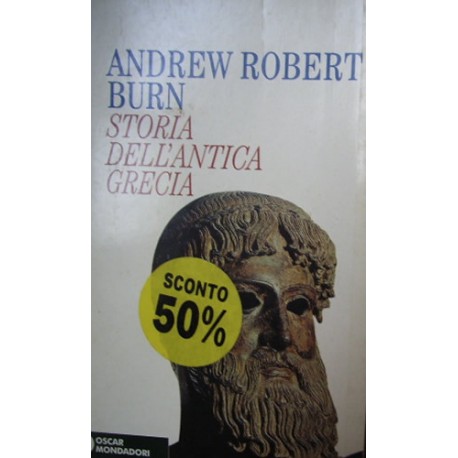 ANDREW ROBERT
BURN
STORIA
DELL'ANTICA
GRECIA
SCONTO
50%
OSCAR
MONDADORI